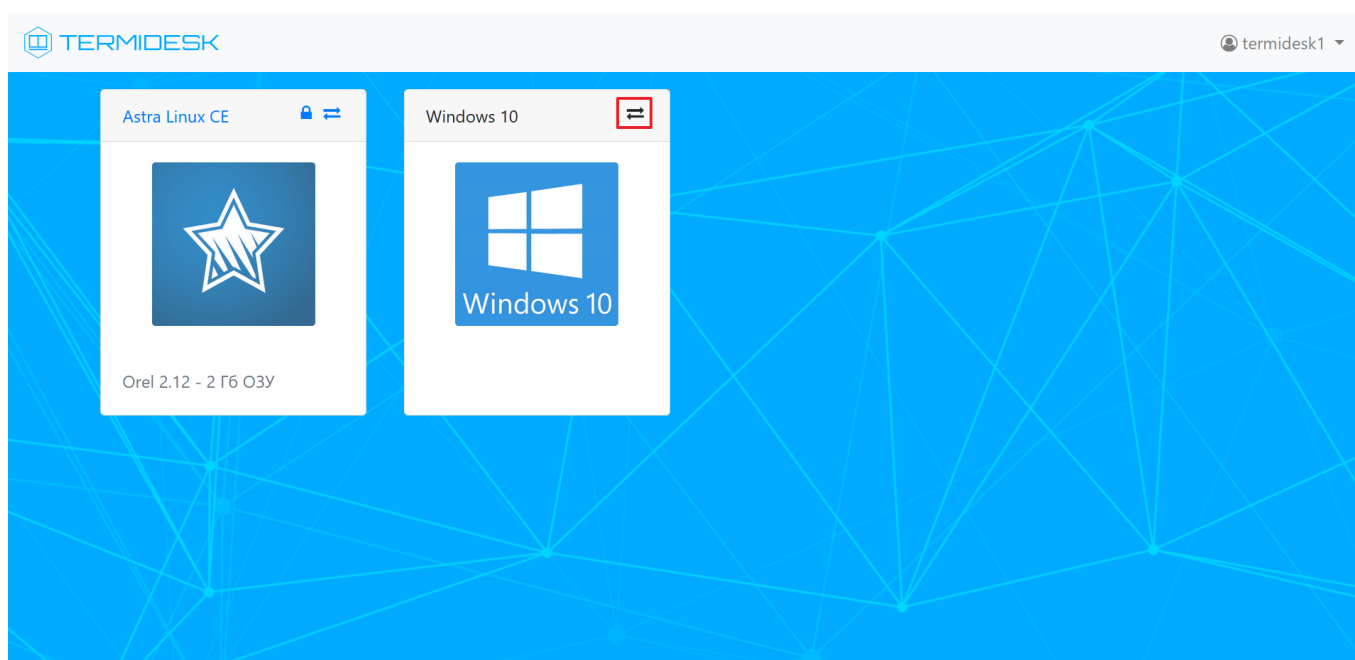 TERMIDESK
termidesk1
Astra Linux CE
Windows 10
Windows 10
Orel 2.12 - 2 Гб ОЗУ